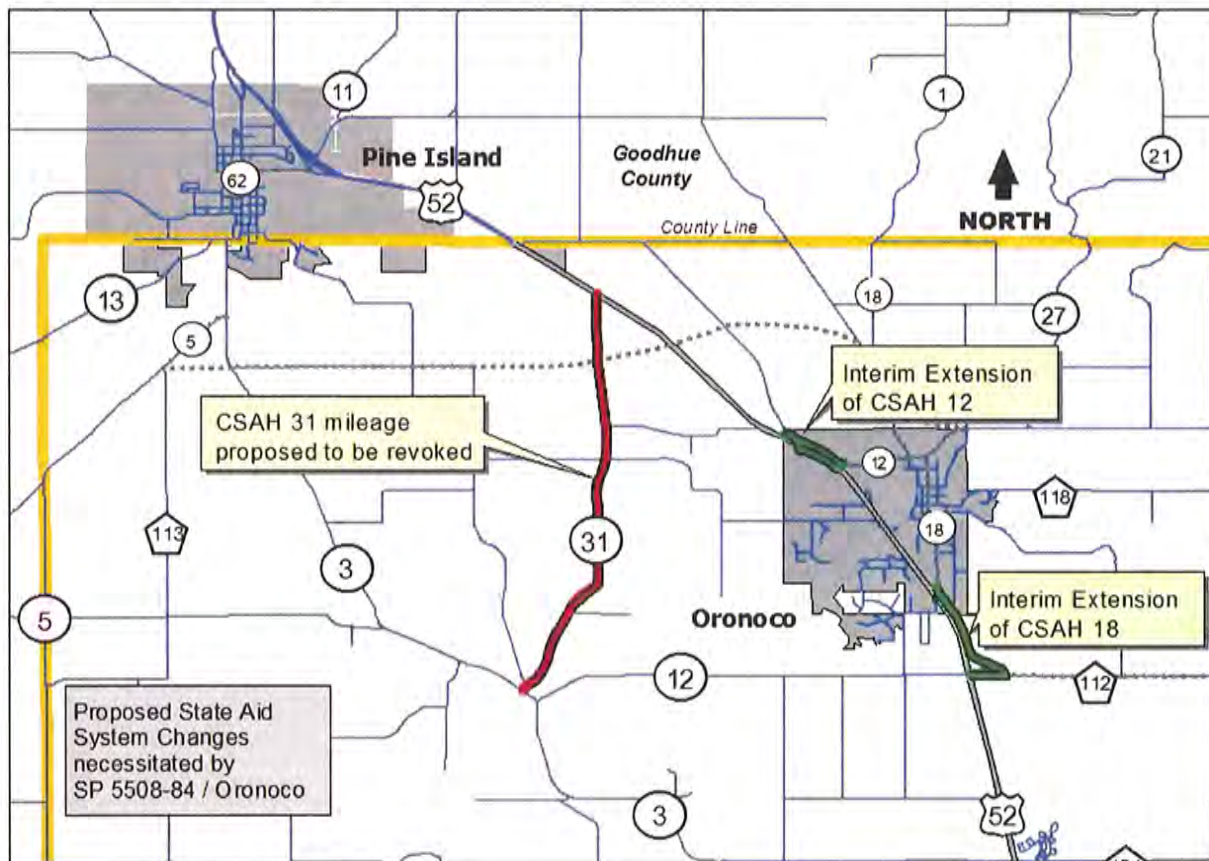 11
1
21
Pine Island
62
Goodhue
County
52
NORTH
County Line
13
18
27
5
Interim Extension
of CSAH 12
CSAH 31 mileage
proposed to be revoked
12
118
113
18
31
3
Interim Extension
of CSAH 18
5
Oronoco
12
112
Proposed State Aid
System Changes
necessitated by
SP 5508-84 / Oronoco
3
52